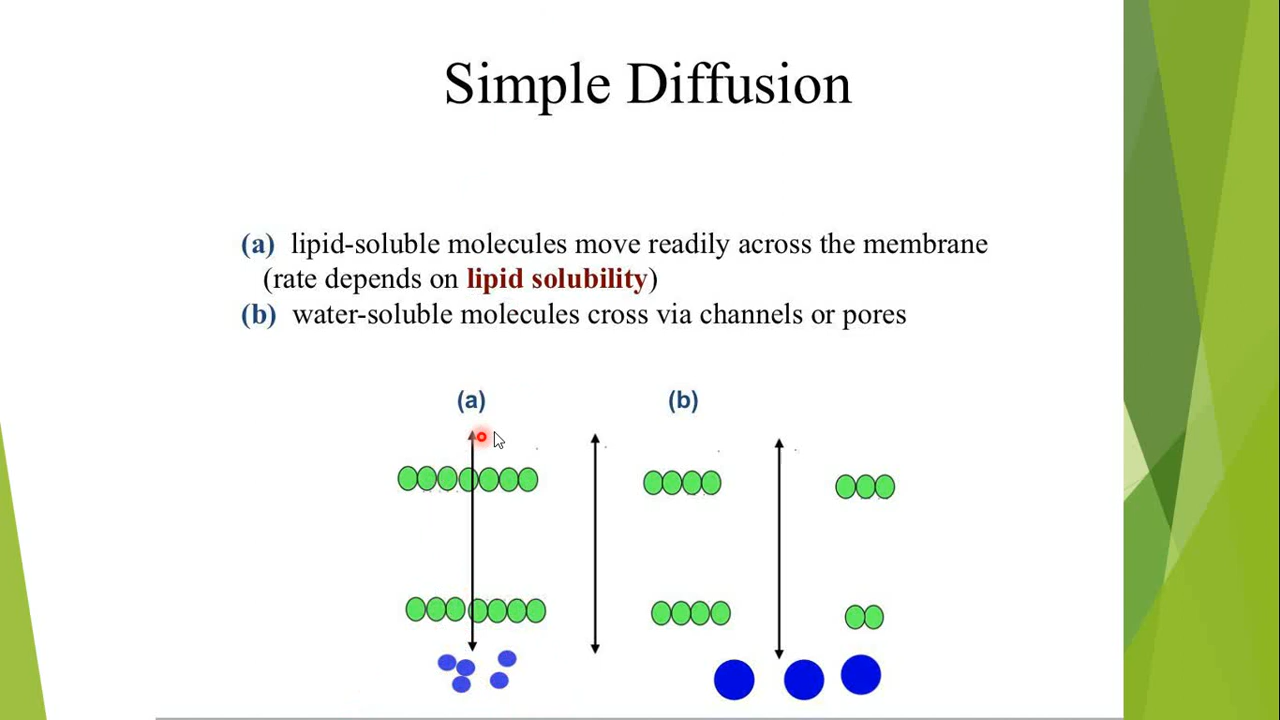 Simple Diffusion
(a) lipid-soluble molecules move readily across the membrane
(rate depends on lipid solubility)
(b) water-soluble molecules cross via channels or pores
(a) (b)